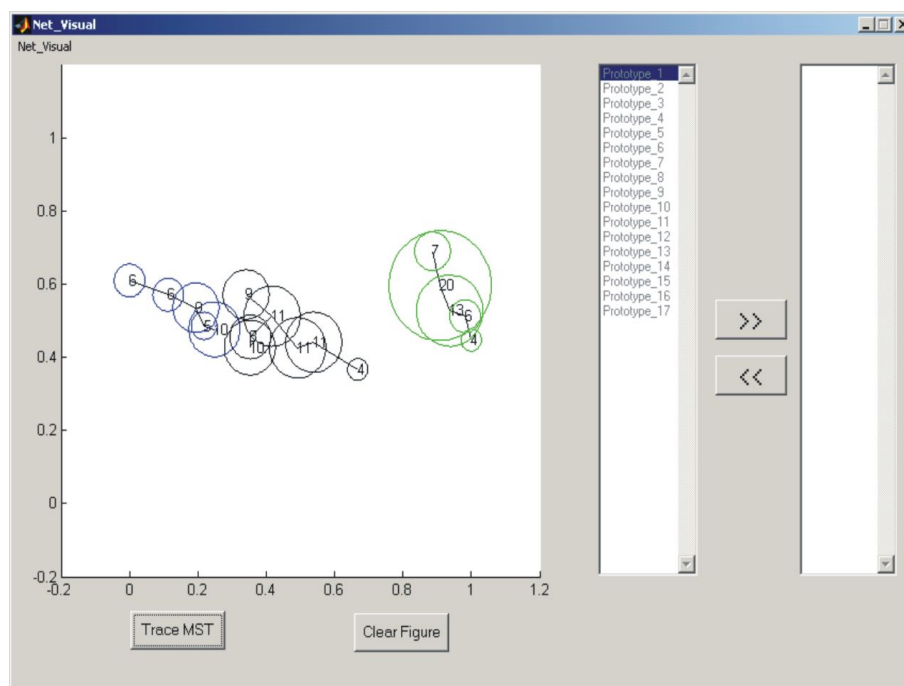 Net_Visual
Net_Visual
1
0.8
0.6
0.4
0.2
0
-0.2
-0.2 0 0.2 0.4 0.6 0.8 1 1.2
6
6
9
5
10
9
11
10
11
11
4
7
20
13
6
4
Prototype_1
Prototype_2
Prototype_3
Prototype_4
Prototype_5
Prototype_6
Prototype_7
Prototype_8
Prototype_9
Prototype_10
Prototype_11
Prototype_12
Prototype_13
Prototype_14
Prototype_15
Prototype_16
Prototype_17
>>
<<
Trace MST
Clear Figure